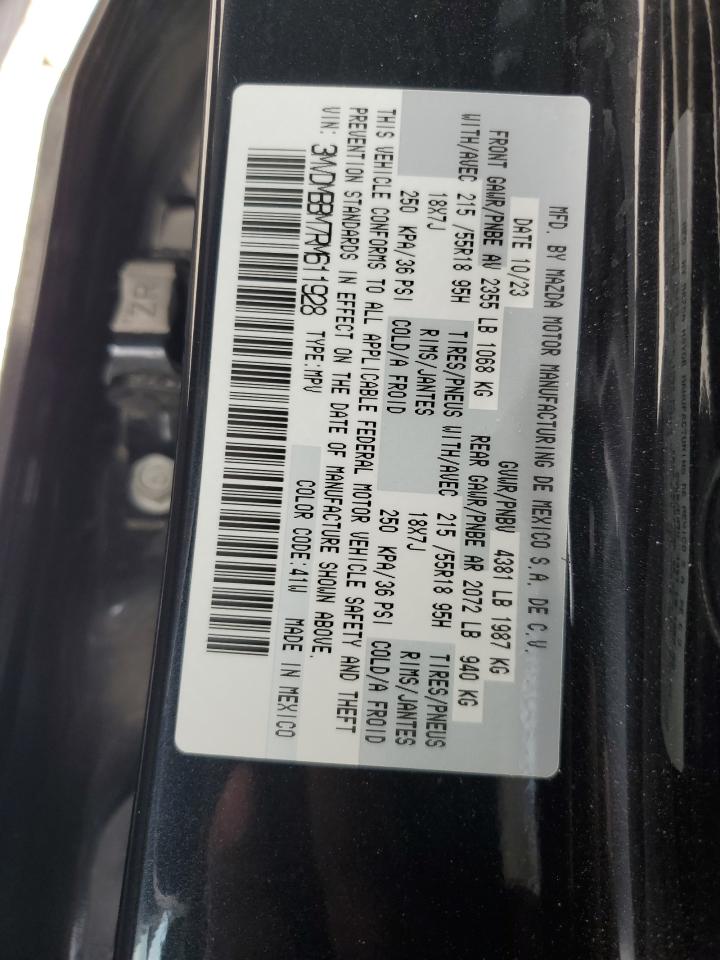 MFD. BY MAZDA MOTOR MANUFACTURING DE MEXICO S.A. DE C.V.
DATE 10/23 GVWR/PNBV 4381 LB 1987 KG
FRONT GAWR/PNBE AV 2355 LB 1068 KG REAR GAWR/PNBE AR 2072 LB 940 KG
WITH/AVEC 215 /55R18 95H TIRES/PNEUS WITH/AVEC 215 /55R18 95H TIRES/PNEUS
18X7J RIMS/JANTES 18X7J RIMS/JANTES
250 KPA/36 PSI COLD/A FROID 250 KPA/36 PSI COLD/A FROID
THIS VEHICLE CONFORMS TO ALL APPLICABLE FEDERAL MOTOR VEHICLE SAFETY AND THEFT
PREVENTION STANDARDS IN EFFECT ON THE DATE OF MANUFACTURE SHOWN ABOVE.
VIN: 3MVDMBBM7RM611928 TYPE:MPV COLOR CODE:41W MADE IN MEXICO
ZR